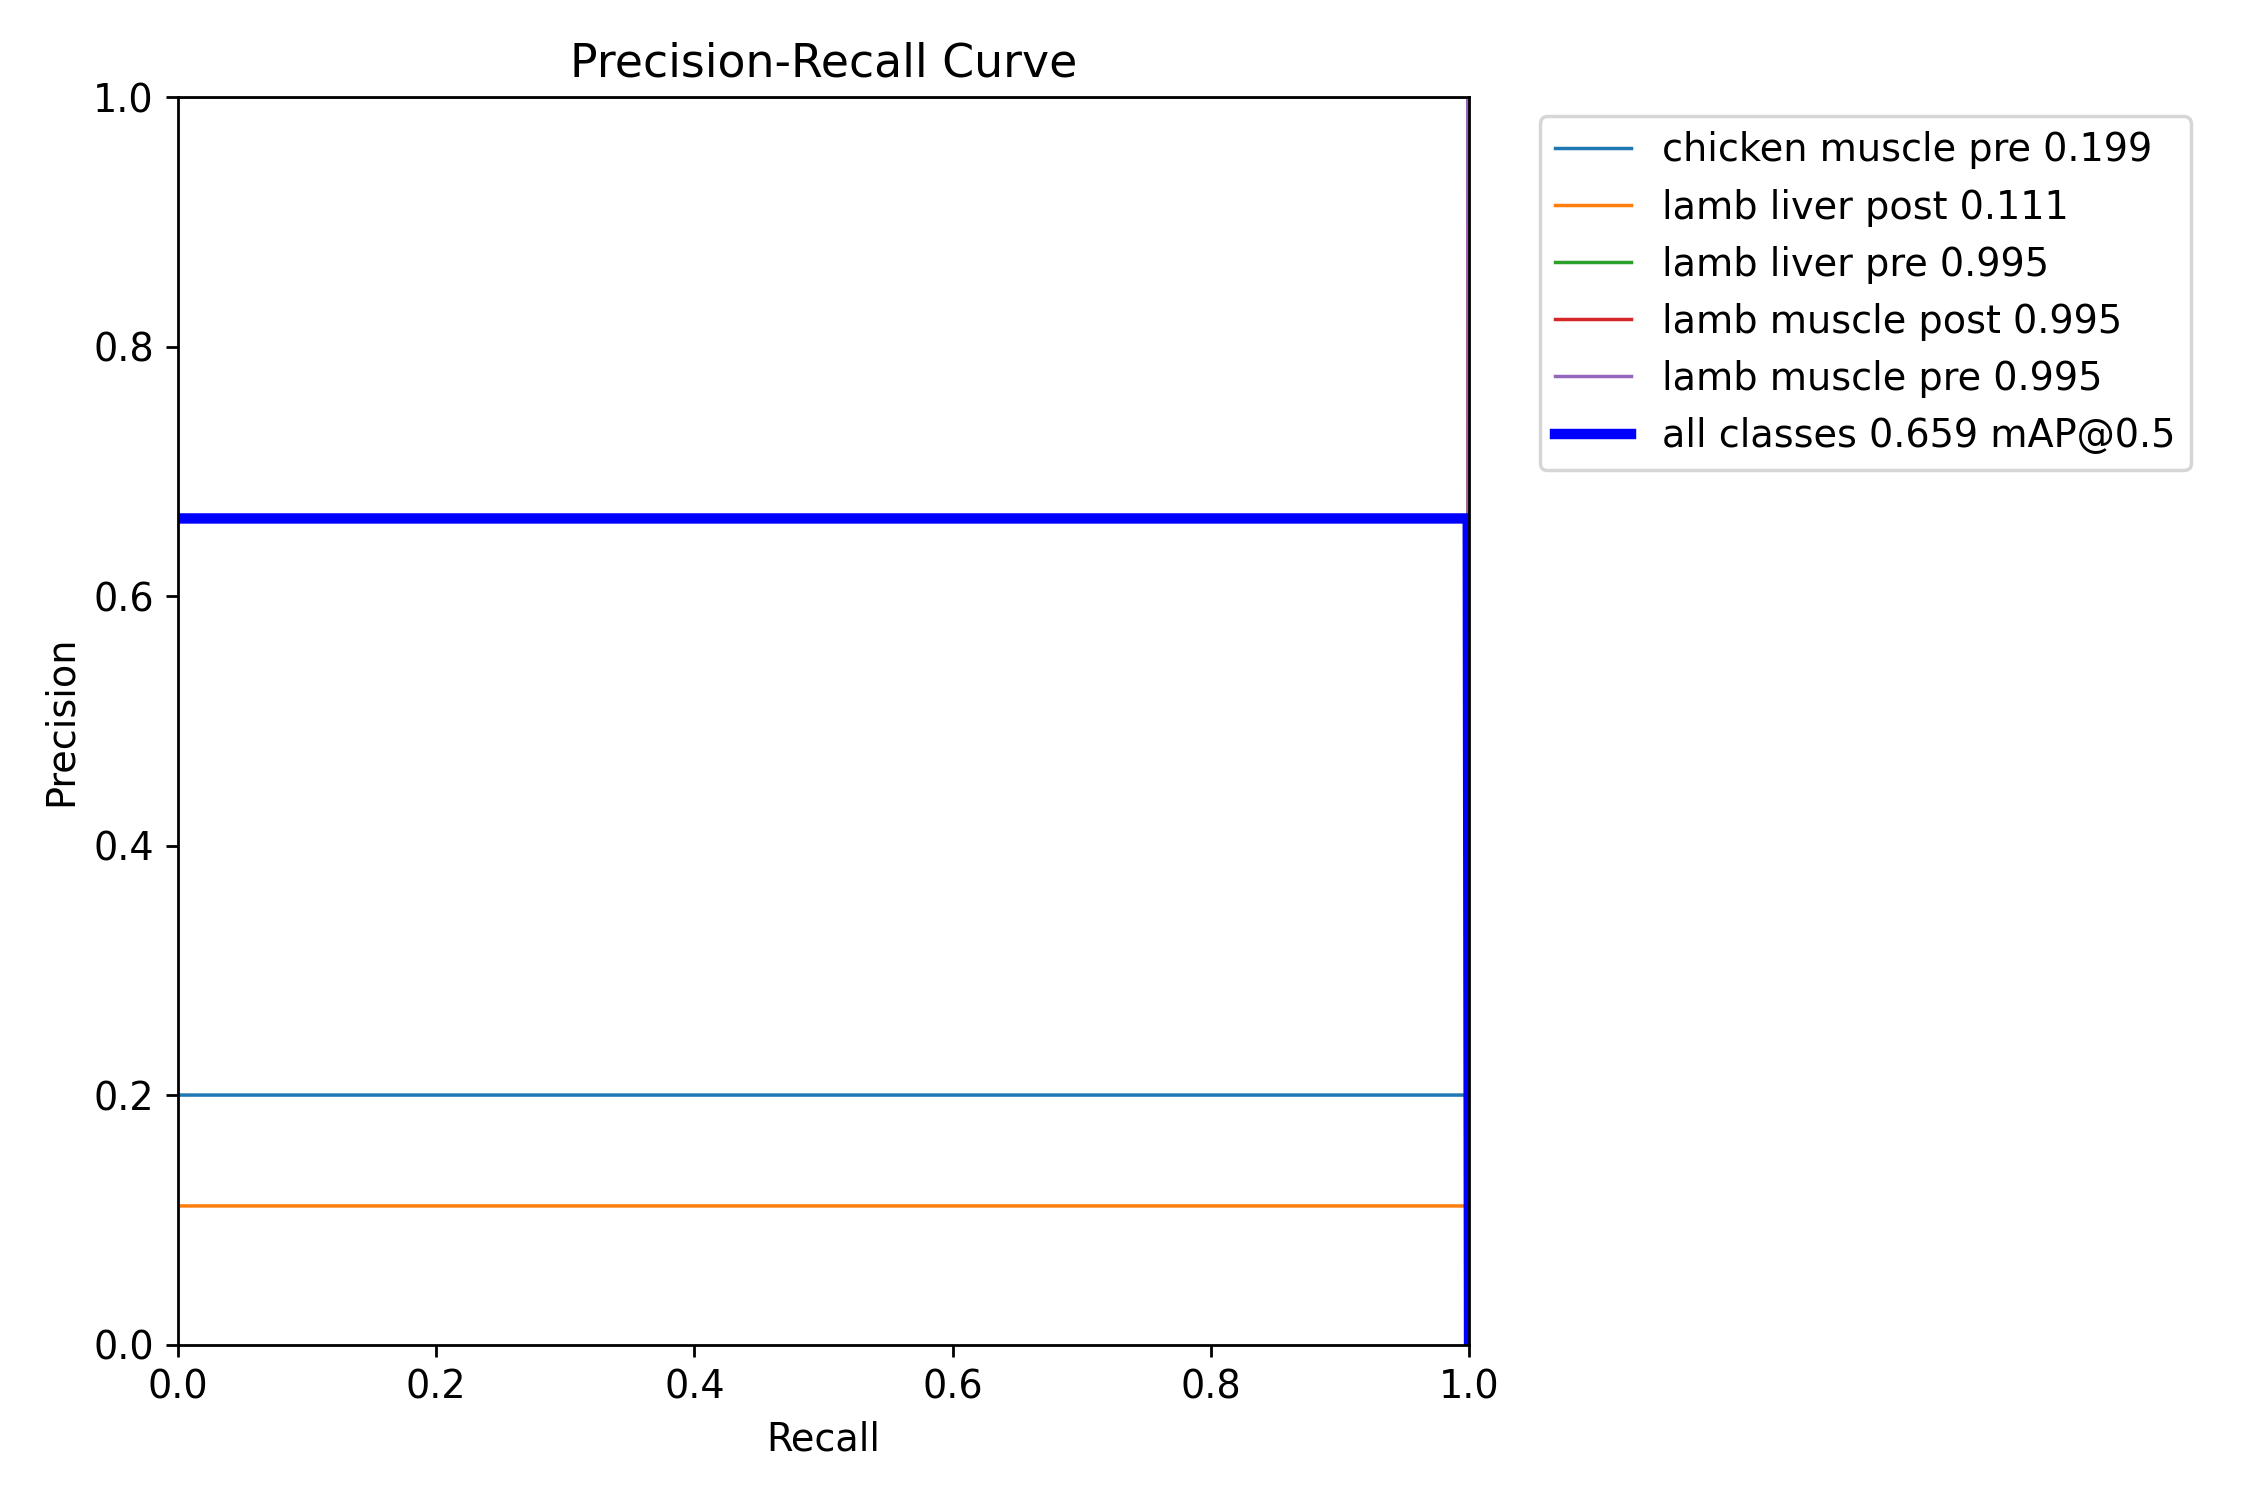 Precision-Recall Curve
1.0
0.8
0.6
0.4
0.2
0.0
Precision
0.0 0.2 0.4 0.6 0.8 1.0
Recall
chicken muscle pre 0.199
lamb liver post 0.111
lamb liver pre 0.995
lamb muscle post 0.995
lamb muscle pre 0.995
all classes 0.659 mAP@0.5